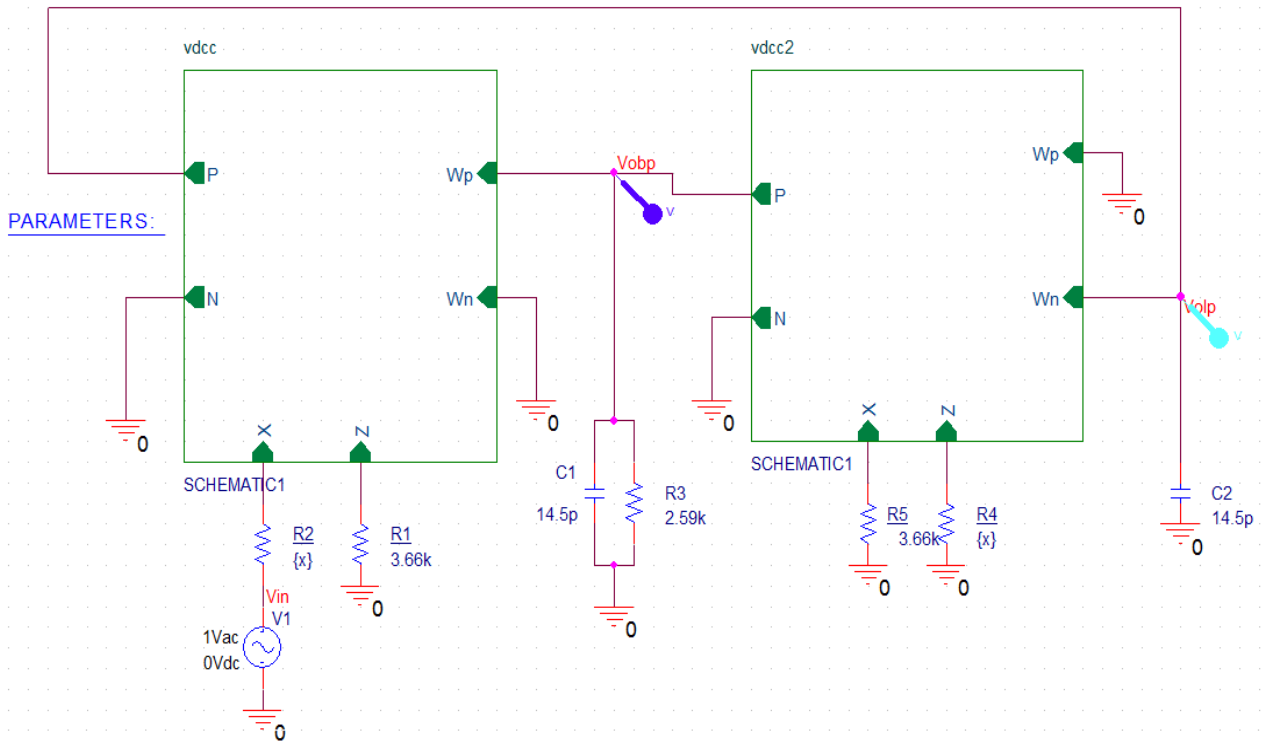 vdcc
vdcc2
P
Wp
Vobp
v
P
Wp
0
PARAMETERS:
N
Wn
N
Wn
Volp
v
0
0
0
X
Z
X
Z
SCHEMATIC1
SCHEMATIC1
C1
14.5p
R3
2.59k
R2
{x}
R1
3.66k
R5
3.66k
R4
{x}
C2
14.5p
0
0
0
0
0
Vin
V1
1Vac
0Vdc
0